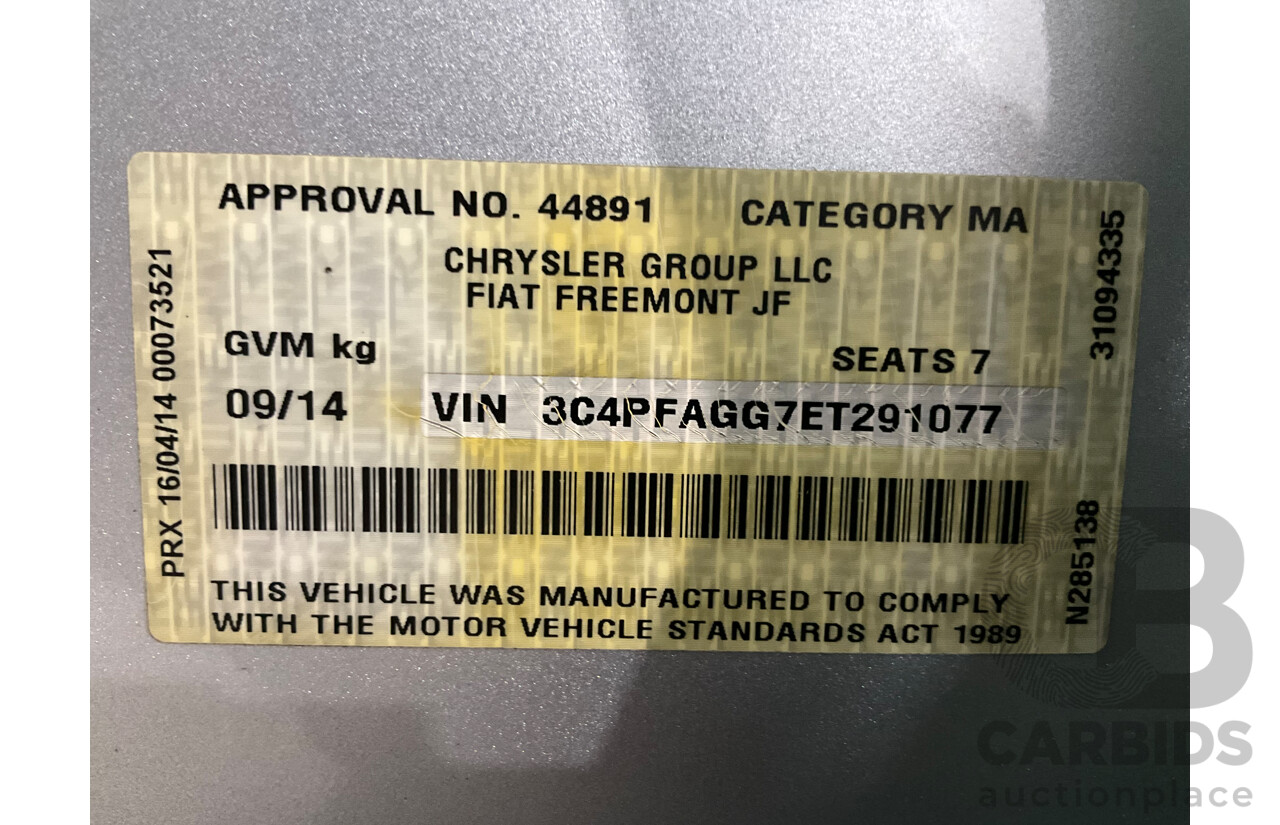 APPROVAL NO. 44891 CATEGORY MA
CHRYSLER GROUP LLC
FIAT FREEMONT JF
GVM kg SEATS 7
09/14 VIN 3C4PFAGG7ET291077
THIS VEHICLE WAS MANUFACTURED TO COMPLY
WITH THE MOTOR VEHICLE STANDARDS ACT 1989
PRX 16/04/14 00073521
31094335
N285138
CARBIDS
auctionplace